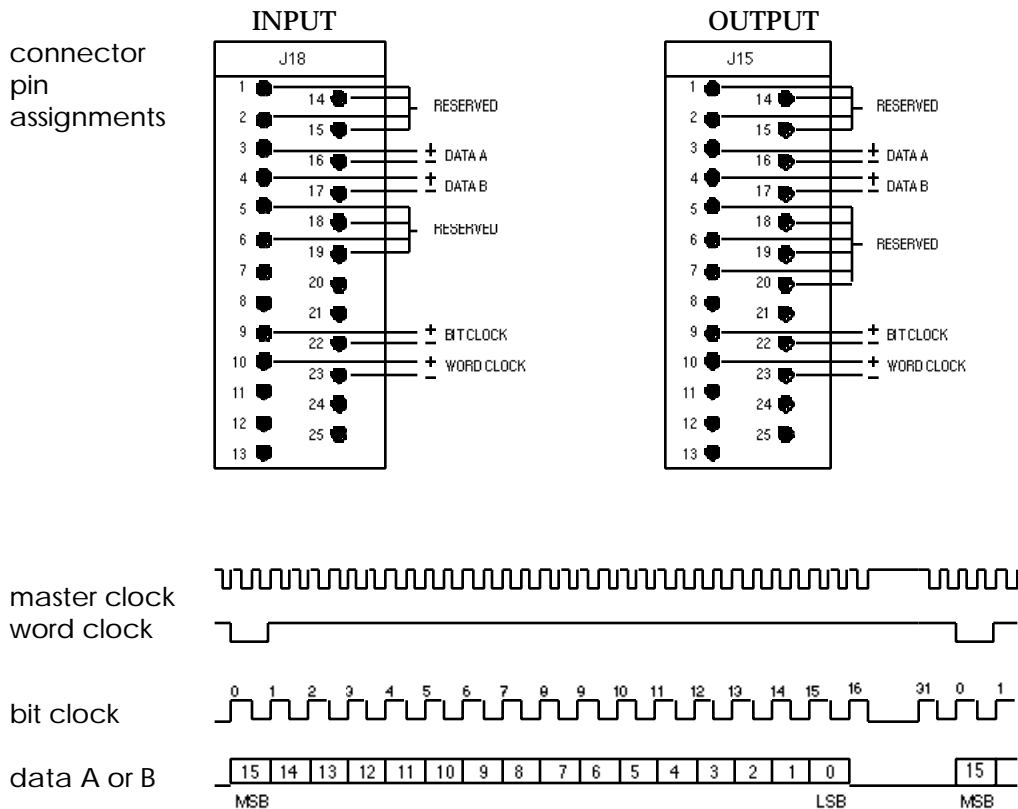 INPUT
OUTPUT
connector
pin
assignments
J18
1
2
3
4
5
6
7
8
9
10
11
12
13
14
15
16
17
18
19
20
21
22
23
24
25
RESERVED
+ DATA A
−
+ DATA B
−
RESERVED
+ BIT CLOCK
−
+ WORD CLOCK
−
J15
1
2
3
4
5
6
7
8
9
10
11
12
13
14
15
16
17
18
19
20
21
22
23
24
25
RESERVED
+ DATA A
−
+ DATA B
−
RESERVED
+ BIT CLOCK
−
+ WORD CLOCK
−
master clock
word clock
bit clock
0 1 2 3 4 5 6 7 8 9 10 11 12 13 14 15 16 31 0 1
data A or B
15 14 13 12 11 10 9 8 7 6 5 4 3 2 1 0 15
MSB LSB MSB